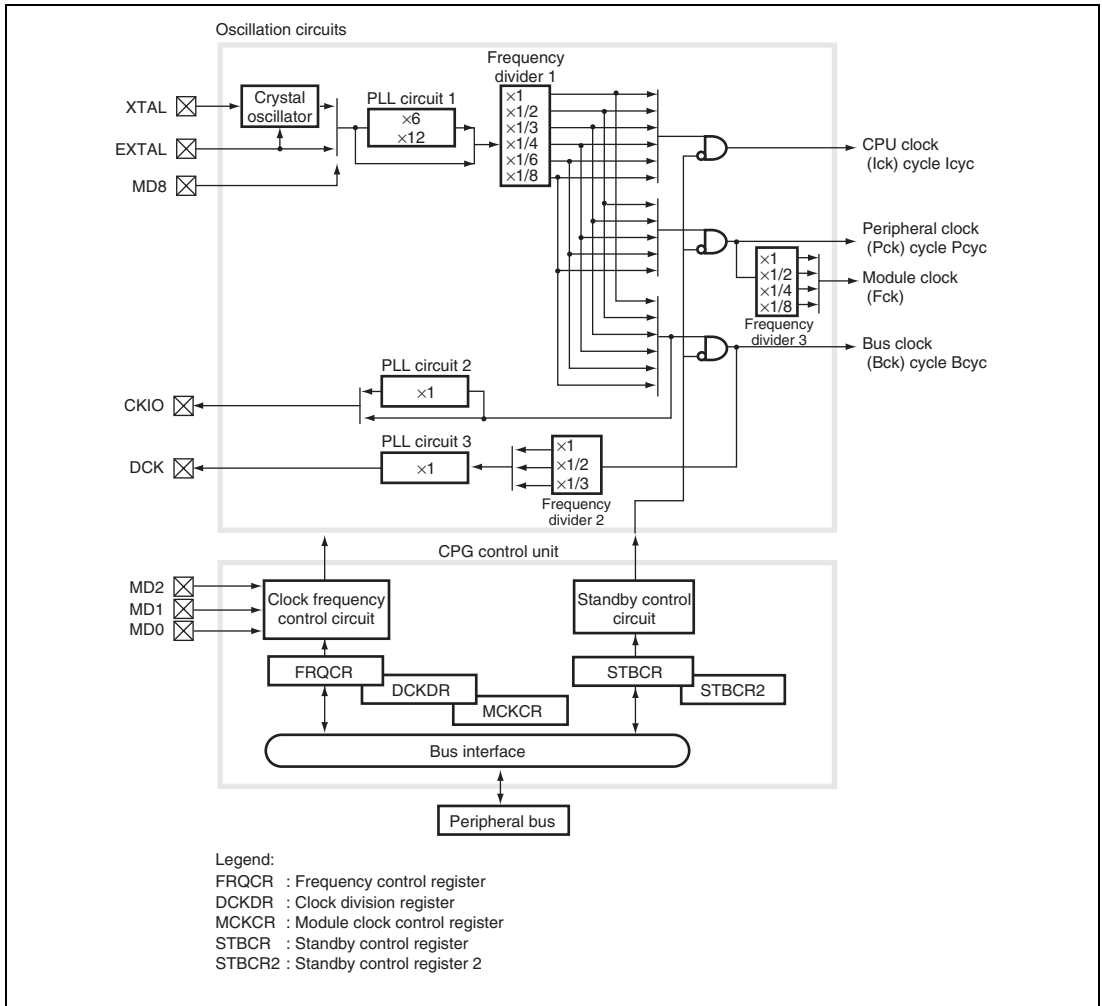 Oscillation circuits
XTAL
EXTAL
MD8
Crystal
oscillator
PLL circuit 1
×6
×12
Frequency
divider 1
×1
×1/2
×1/3
×1/4
×1/6
×1/8
CPU clock
(Ick) cycle Icyc
Peripheral clock
(Pck) cycle Pcyc
×1
×1/2
×1/4
×1/8
Frequency
divider 3
Module clock
(Fck)
Bus clock
(Bck) cycle Bcyc
PLL circuit 2
×1
CKIO
PLL circuit 3
×1
DCK
×1
×1/2
×1/3
Frequency
divider 2
CPG control unit
MD2
MD1
MD0
Clock frequency
control circuit
Standby control
circuit
FRQCR
DCKDR
MCKCR
STBCR
STBCR2
Bus interface
Peripheral bus
Legend:
FRQCR : Frequency control register
DCKDR : Clock division register
MCKCR : Module clock control register
STBCR : Standby control register
STBCR2 : Standby control register 2